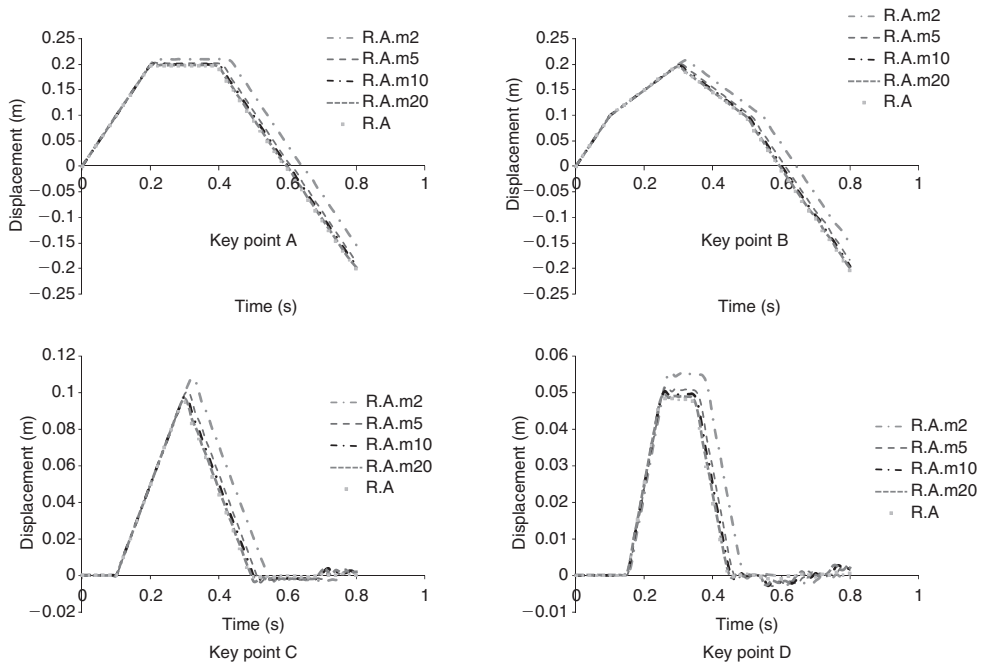 0.25
0.2
0.15
0.1
0.05
0
−0.05
−0.1
−0.15
−0.2
−0.25
Displacement (m)
0
0.2
0.4
0.6
0.8
1
Time (s)
Key point A
R.A.m2
R.A.m5
R.A.m10
R.A.m20
R.A
0.25
0.2
0.15
0.1
0.05
0
−0.05
−0.1
−0.15
−0.2
−0.25
Displacement (m)
0
0.2
0.4
0.6
0.8
1
Time (s)
Key point B
R.A.m2
R.A.m5
R.A.m10
R.A.m20
R.A
0.12
0.1
0.08
0.06
0.04
0.02
0
−0.02
Displacement (m)
0
0.2
0.4
0.6
0.8
1
Time (s)
Key point C
R.A.m2
R.A.m5
R.A.m10
R.A.m20
R.A
0.06
0.05
0.04
0.03
0.02
0.01
0
−0.01
Displacement (m)
0
0.2
0.4
0.6
0.8
1
Time (s)
Key point D
R.A.m2
R.A.m5
R.A.m10
R.A.m20
R.A